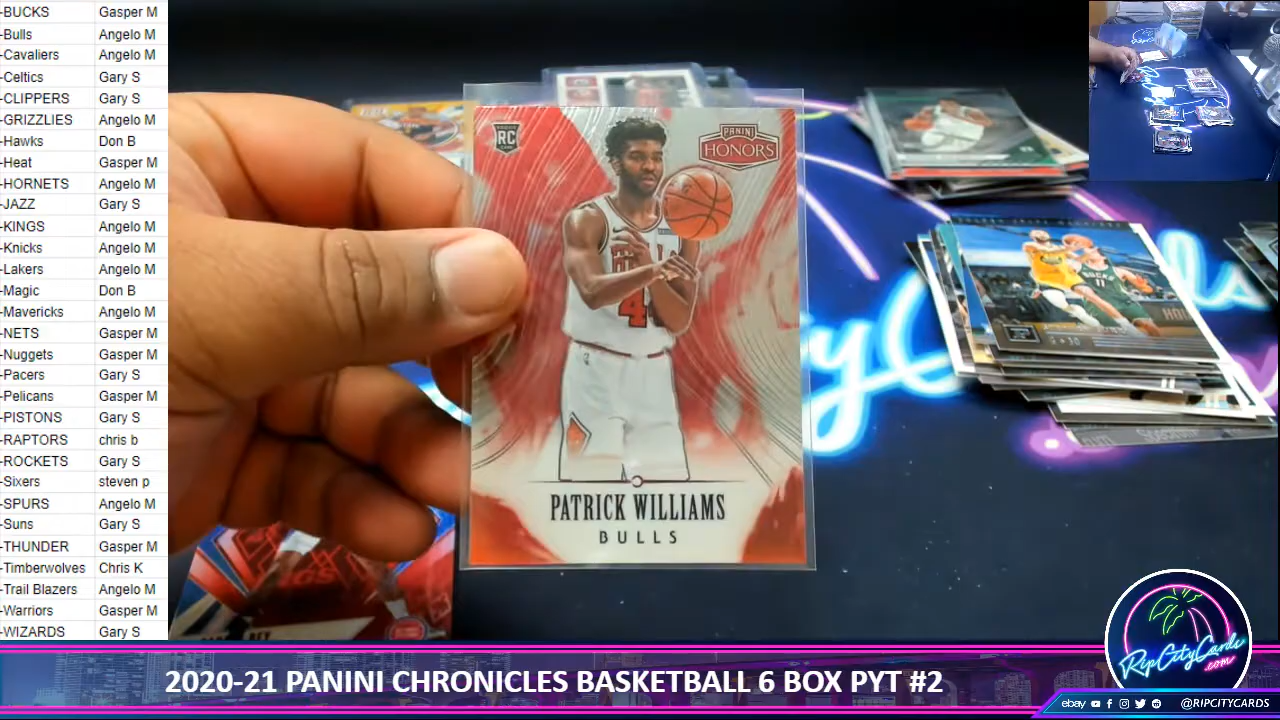 -BUCKS Gasper M
-Bulls Angelo M
-Cavaliers Angelo M
-Celtics Gary S
-CLIPPERS Gary S
-GRIZZLIES Angelo M
-Hawks Don B
-Heat Gasper M
-HORNETS Angelo M
-JAZZ Gary S
-KINGS Angelo M
-Knicks Angelo M
-Lakers Angelo M
-Magic Don B
-Mavericks Angelo M
-NETS Gasper M
-Nuggets Gasper M
-Pacers Gary S
-Pelicans Gasper M
-PISTONS Gary S
-RAPTORS chris b
-ROCKETS Gary S
-Sixers steven p
-SPURS Angelo M
-Suns Gary S
-THUNDER Gasper M
-Timberwolves Chris K
-Trail Blazers Angelo M
-Warriors Gasper M
-WIZARDS Gary S
RC
PANINI
HONORS
PATRICK WILLIAMS
BULLS
BUCKS
11
RipCityCards
.com
2020-21 PANINI CHRONICLES BASKETBALL 6 BOX PYT #2
ebay @RIPCITYCARDS